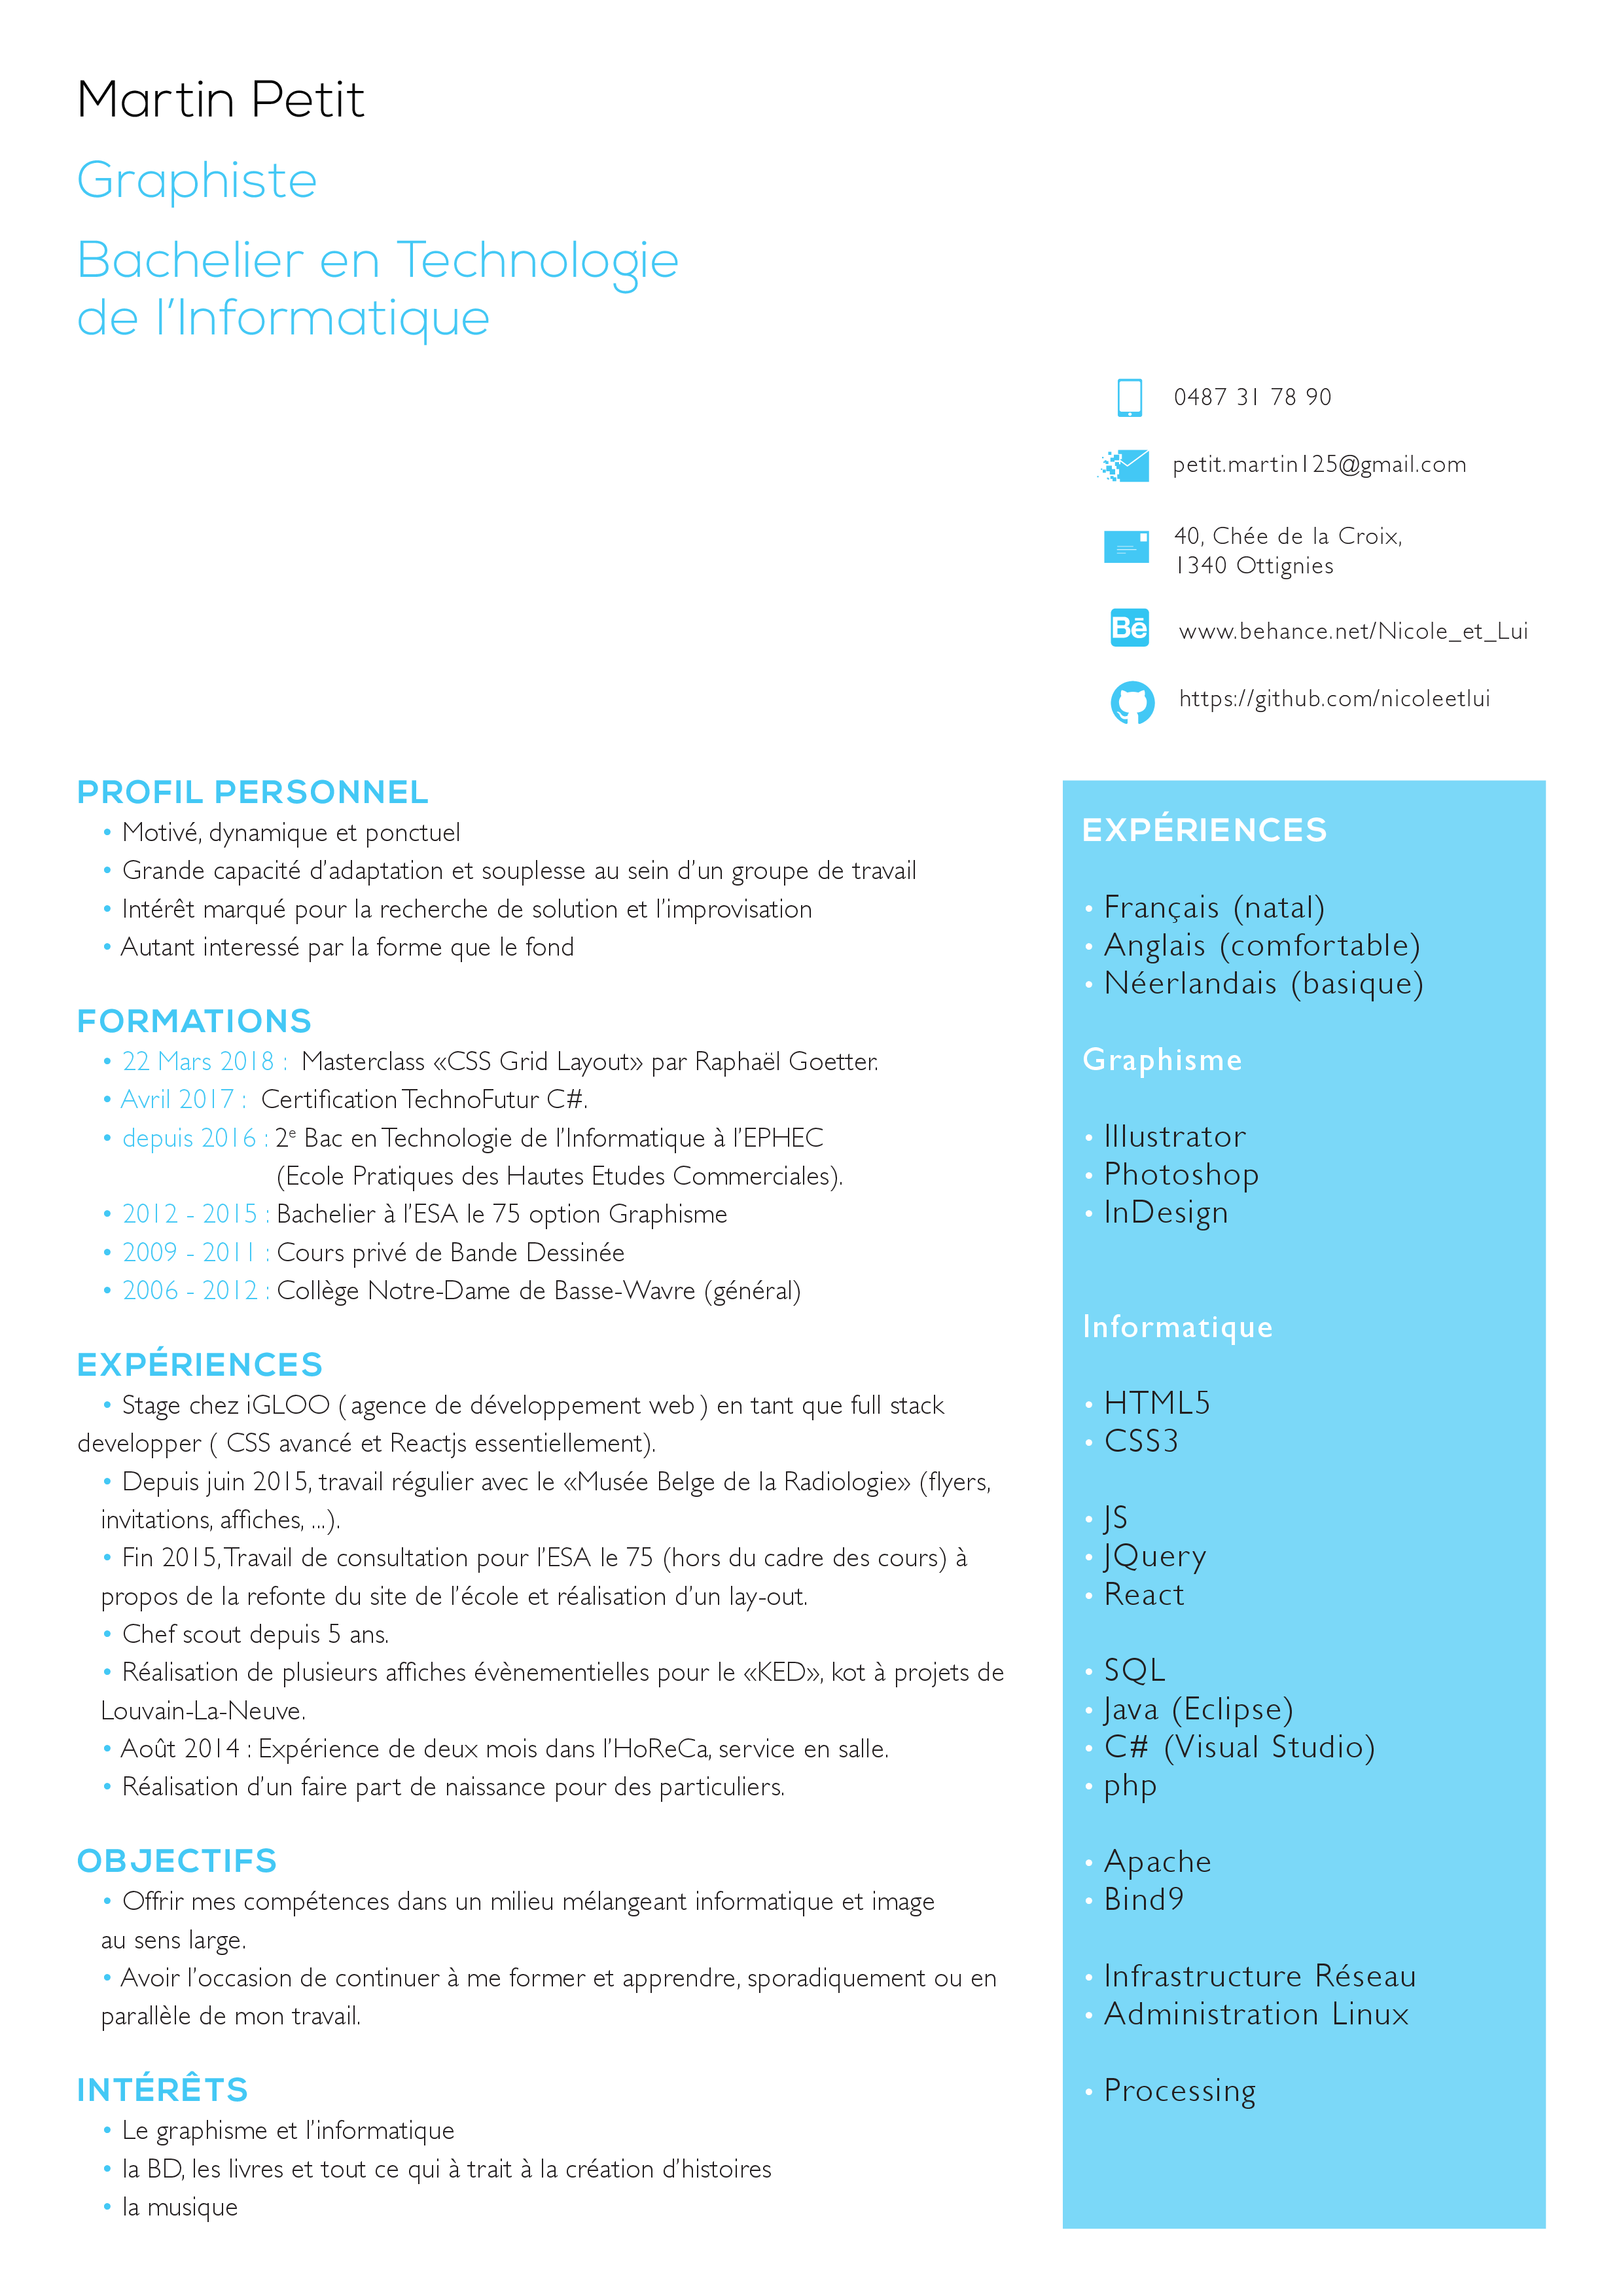 Martin Petit
Graphiste
Bachelier en Technologie
de l’Informatique
0487 31 78 90
petit.martin125@gmail.com
40, Chée de la Croix,
1340 Ottignies
Bē
www.behance.net/Nicole_et_Lui
https://github.com/nicoleetlui
PROFIL PERSONNEL
• Motivé, dynamique et ponctuel
• Grande capacité d’adaptation et souplesse au sein d’un groupe de travail
• Intérêt marqué pour la recherche de solution et l’improvisation
• Autant interessé par la forme que le fond
FORMATIONS
• 22 Mars 2018 : Masterclass «CSS Grid Layout» par Raphaël Goetter.
• Avril 2017 : Certification TechnoFutur C#.
• depuis 2016 : 2e Bac en Technologie de l’Informatique à l’EPHEC
(Ecole Pratiques des Hautes Etudes Commerciales).
• 2012 - 2015 : Bachelier à l’ESA le 75 option Graphisme
• 2009 - 2011 : Cours privé de Bande Dessinée
• 2006 - 2012 : Collège Notre-Dame de Basse-Wavre (général)
EXPÉRIENCES
• Stage chez iGLOO ( agence de développement web ) en tant que full stack
developper ( CSS avancé et Reactjs essentiellement).
• Depuis juin 2015, travail régulier avec le «Musée Belge de la Radiologie» (flyers,
invitations, affiches, ...).
• Fin 2015, Travail de consultation pour l’ESA le 75 (hors du cadre des cours) à
propos de la refonte du site de l’école et réalisation d’un lay-out.
• Chef scout depuis 5 ans.
• Réalisation de plusieurs affiches évènementielles pour le «KED», kot à projets de
Louvain-La-Neuve.
• Août 2014 : Expérience de deux mois dans l’HoReCa, service en salle.
• Réalisation d’un faire part de naissance pour des particuliers.
OBJECTIFS
• Offrir mes compétences dans un milieu mélangeant informatique et image
au sens large.
• Avoir l’occasion de continuer à me former et apprendre, sporadiquement ou en
parallèle de mon travail.
INTÉRÊTS
• Le graphisme et l’informatique
• la BD, les livres et tout ce qui à trait à la création d’histoires
• la musique
EXPÉRIENCES
• Français (natal)
• Anglais (comfortable)
• Néerlandais (basique)
Graphisme
• Illustrator
• Photoshop
• InDesign
Informatique
• HTML5
• CSS3
• JS
• JQuery
• React
• SQL
• Java (Eclipse)
• C# (Visual Studio)
• php
• Apache
• Bind9
• Infrastructure Réseau
• Administration Linux
• Processing